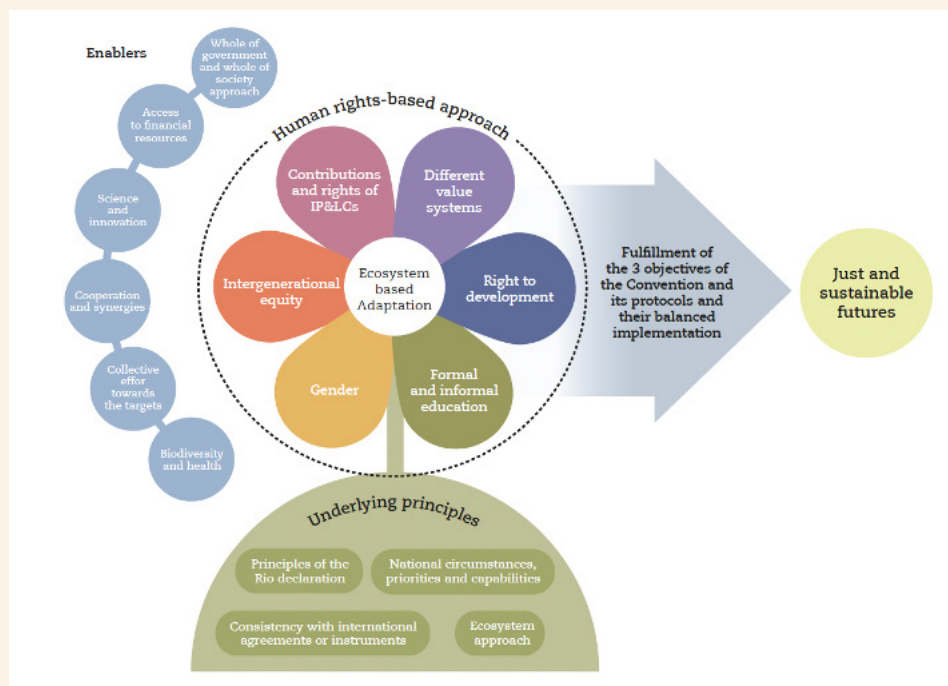 Enablers
Whole of
government
and whole of
society
approach
Access
to financial
resources
Science
and
innovation
Cooperation
and synergies
Collective
effor
towards
the targets
Biodiversity
and health
Human rights-based approach
Contributions
and rights of
IP&LCs
Different
value
systems
Intergenerational
equity
Ecosystem
based
Adaptation
Right to
development
Gender
Formal
and informal
education
Fulfillment of
the 3 objectives of
the Convention and
its protocols and
their balanced
implementation
Just and
sustainable
futures
Underlying principles
Principles of the
Rio declaration
National circumstances,
priorities and capabilities
Consistency with international
agreements or instruments
Ecosystem
approach